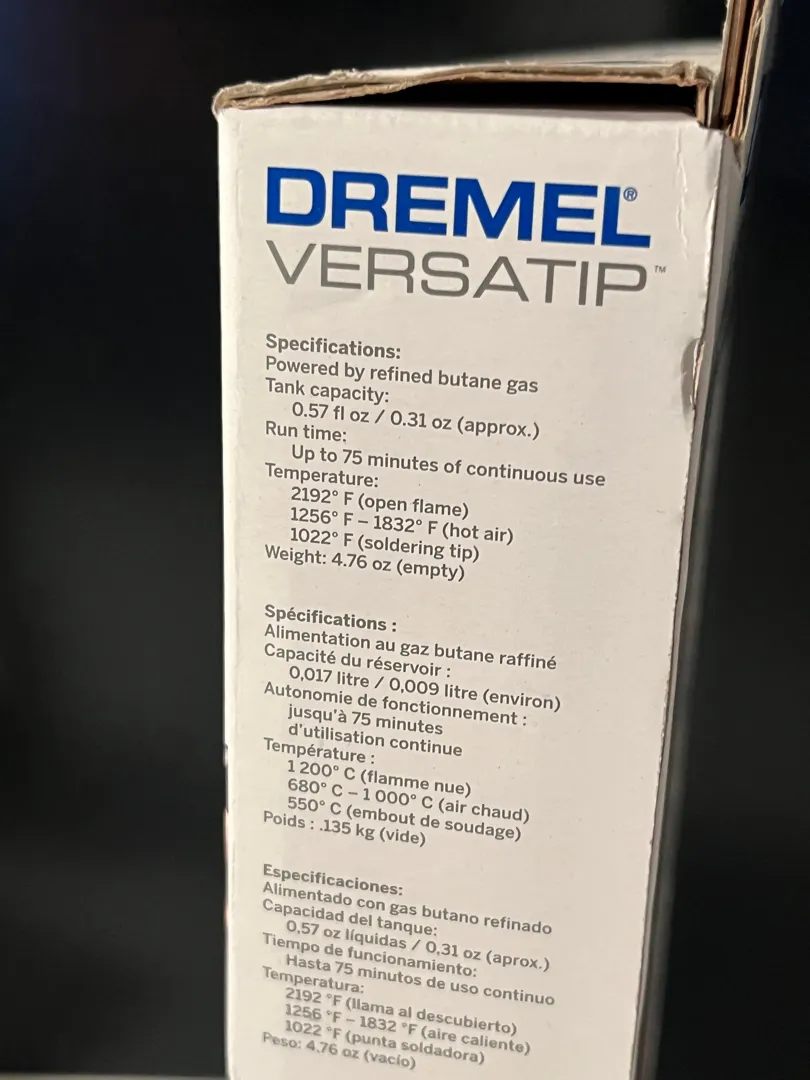 DREMEL®
VERSATIP™
Specifications:
Powered by refined butane gas
Tank capacity:
0.57 fl oz / 0.31 oz (approx.)
Run time:
Up to 75 minutes of continuous use
Temperature:
2192° F (open flame)
1256° F – 1832° F (hot air)
1022° F (soldering tip)
Weight: 4.76 oz (empty)
Spécifications :
Alimentation au gaz butane raffiné
Capacité du réservoir :
0,017 litre / 0,009 litre (environ)
Autonomie de fonctionnement :
jusqu'à 75 minutes
d'utilisation continue
Température :
1 200° C (flamme nue)
680° C – 1 000° C (air chaud)
550° C (embout de soudage)
Poids : .135 kg (vide)
Especificaciones:
Alimentado con gas butano refinado
Capacidad del tanque:
0,57 oz líquidas / 0,31 oz (aprox.)
Tiempo de funcionamiento:
Hasta 75 minutos de uso continuo
Temperatura:
2192 °F (llama al descubierto)
1256 °F – 1832 °F (aire caliente)
1022 °F (punta soldadora)
Peso: 4,76 oz (vacío)